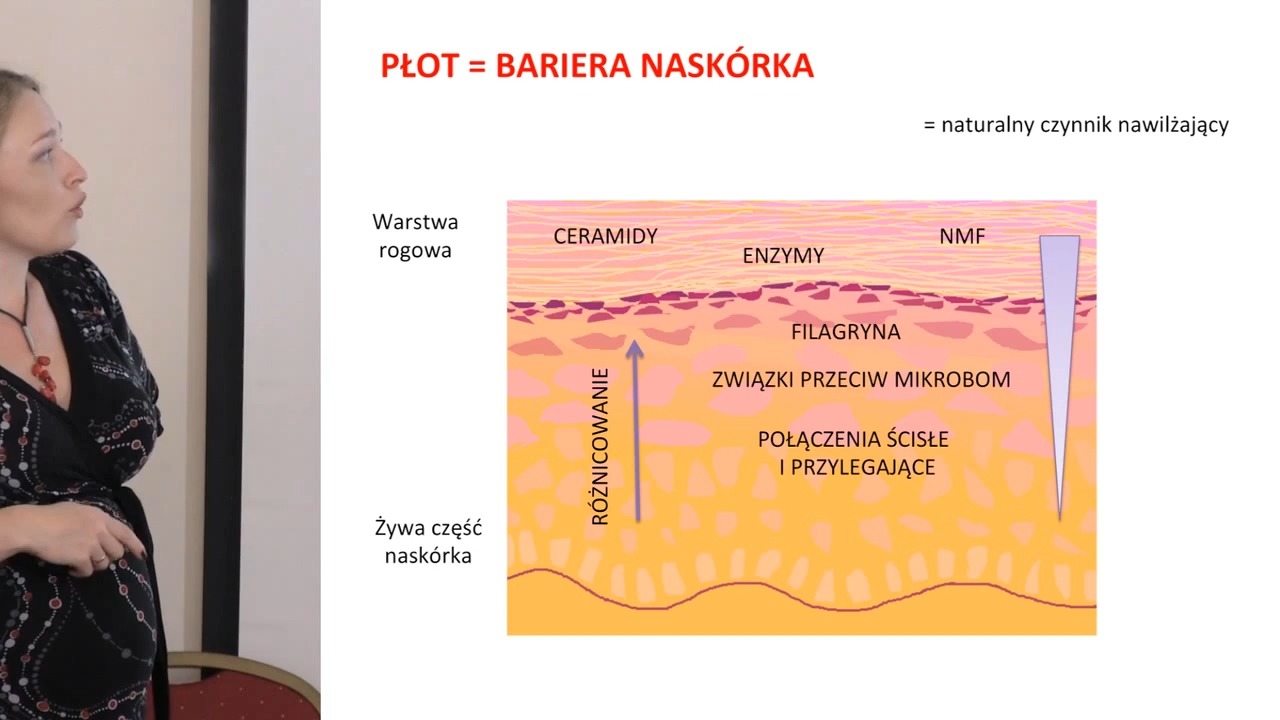 PŁOT = BARIERA NASKÓRKA
= naturalny czynnik nawilżający
Warstwa
rogowa
CERAMIDY
ENZYMY
NMF
FILAGRYNA
ZWIĄZKI PRZECIW MIKROBOM
RÓŻNICOWANIE
POŁĄCZENIA ŚCISŁE
I PRZYLEGAJĄCE
Żywa część
naskórka